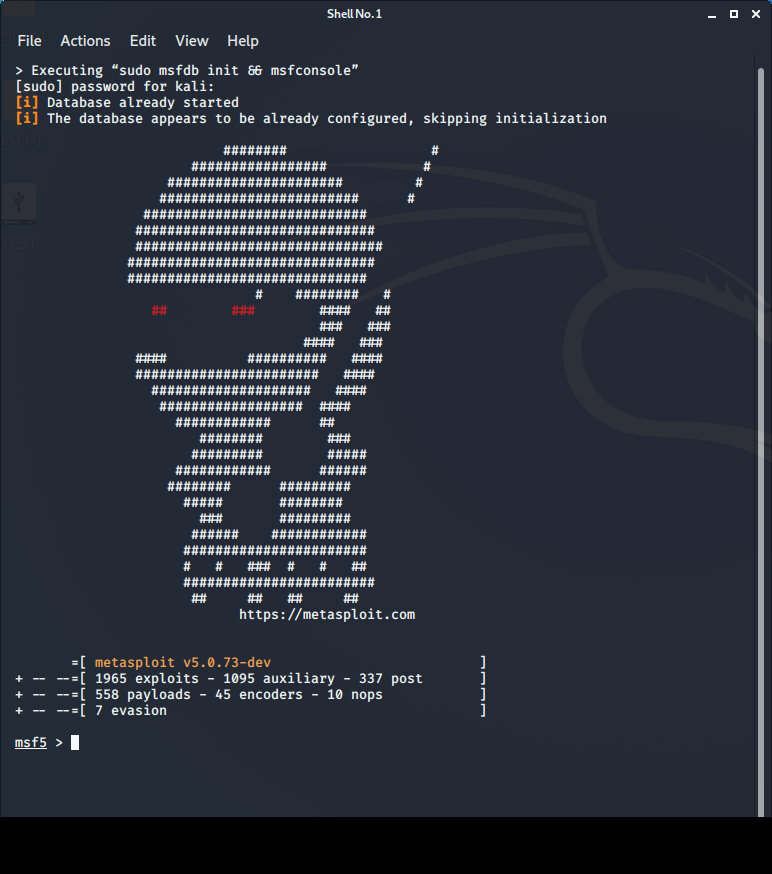 Shell No. 1
File Actions Edit View Help
> Executing “sudo msfdb init && msfconsole”
[sudo] password for kali:
[i] Database already started
[i] The database appears to be already configured, skipping initialization
https://metasploit.com
=[ metasploit v5.0.73-dev ]
+ -- --=[ 1965 exploits - 1095 auxiliary - 337 post ]
+ -- --=[ 558 payloads - 45 encoders - 10 nops ]
+ -- --=[ 7 evasion ]
msf5 >